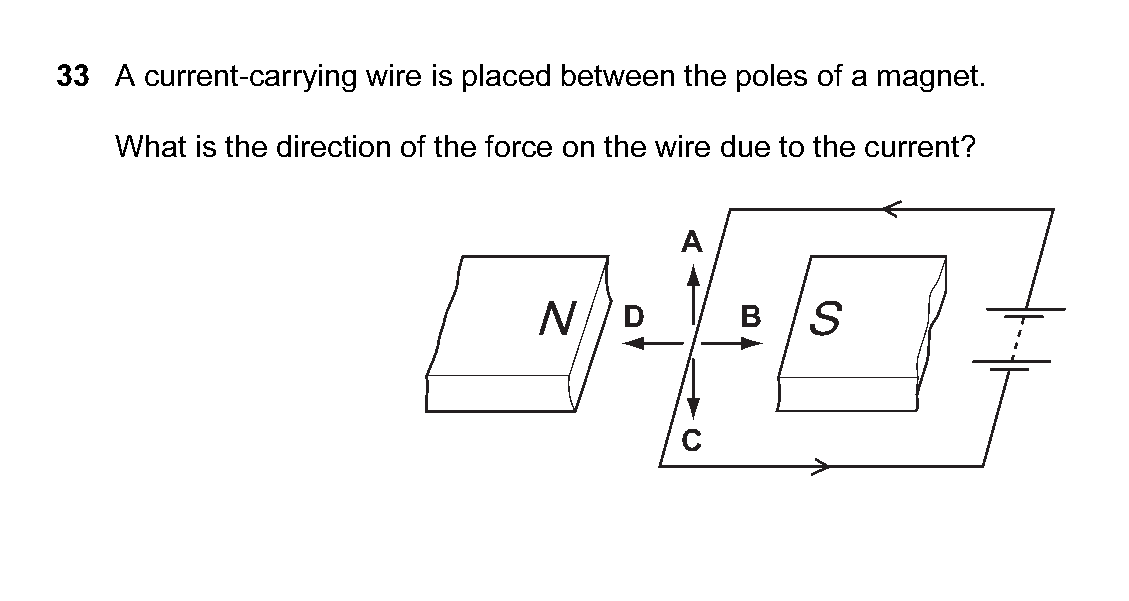 33 A current-carrying wire is placed between the poles of a magnet.
What is the direction of the force on the wire due to the current?
A
N D B S
C